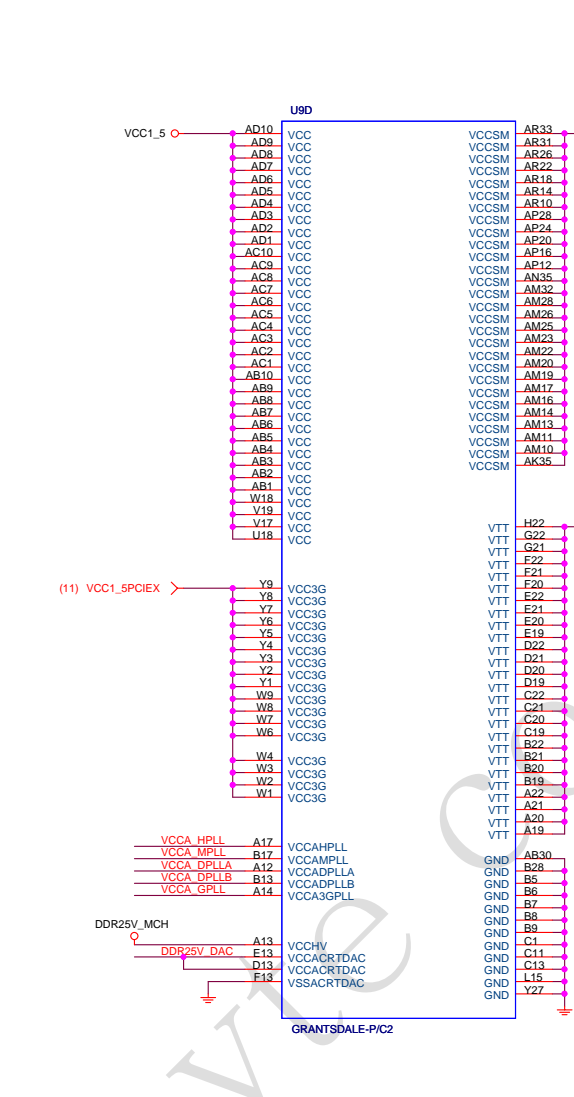 U9D
VCC1_5 AD10 VCC
AD9 VCC
AD8 VCC
AD7 VCC
AD6 VCC
AD5 VCC
AD4 VCC
AD3 VCC
AD2 VCC
AD1 VCC
AC10 VCC
AC9 VCC
AC8 VCC
AC7 VCC
AC6 VCC
AC5 VCC
AC4 VCC
AC3 VCC
AC2 VCC
AC1 VCC
AB10 VCC
AB9 VCC
AB8 VCC
AB7 VCC
AB6 VCC
AB5 VCC
AB4 VCC
AB3 VCC
AB2 VCC
AB1 VCC
W18 VCC
V19 VCC
V17 VCC
U18 VCC
(11) VCC1_5PCIEX Y9 VCC3G
Y8 VCC3G
Y7 VCC3G
Y6 VCC3G
Y5 VCC3G
Y4 VCC3G
Y3 VCC3G
Y2 VCC3G
Y1 VCC3G
W9 VCC3G
W8 VCC3G
W7 VCC3G
W6 VCC3G
W4 VCC3G
W3 VCC3G
W2 VCC3G
W1 VCC3G
VCCA_HPLL A17 VCCAHPLL
VCCA_MPLL B17 VCCAMPLL
VCCA_DPLLA A12 VCCADPLLA
VCCA_DPLLB B13 VCCADPLLB
VCCA_GPLL A14 VCCA3GPLL
DDR25V_MCH
A13 VCCHV
DDR25V_DAC E13 VCCACRTDAC
D13 VCCACRTDAC
F13 VSSACRTDAC
VCCSM AR33
VCCSM AR31
VCCSM AR26
VCCSM AR22
VCCSM AR18
VCCSM AR14
VCCSM AR10
VCCSM AP28
VCCSM AP24
VCCSM AP20
VCCSM AP16
VCCSM AP12
VCCSM AN35
VCCSM AM32
VCCSM AM28
VCCSM AM26
VCCSM AM25
VCCSM AM23
VCCSM AM22
VCCSM AM20
VCCSM AM19
VCCSM AM17
VCCSM AM16
VCCSM AM14
VCCSM AM13
VCCSM AM11
VCCSM AM10
VCCSM AK35
VTT H22
VTT G22
VTT G21
VTT F22
VTT F21
VTT F20
VTT E22
VTT E21
VTT E20
VTT E19
VTT D22
VTT D21
VTT D20
VTT D19
VTT C22
VTT C21
VTT C20
VTT C19
VTT B22
VTT B21
VTT B20
VTT B19
VTT A22
VTT A21
VTT A20
VTT A19
GND AB30
GND B28
GND B5
GND B6
GND B7
GND B8
GND B9
GND C1
GND C11
GND C13
GND L15
GND Y27
GRANTSDALE-P/C2